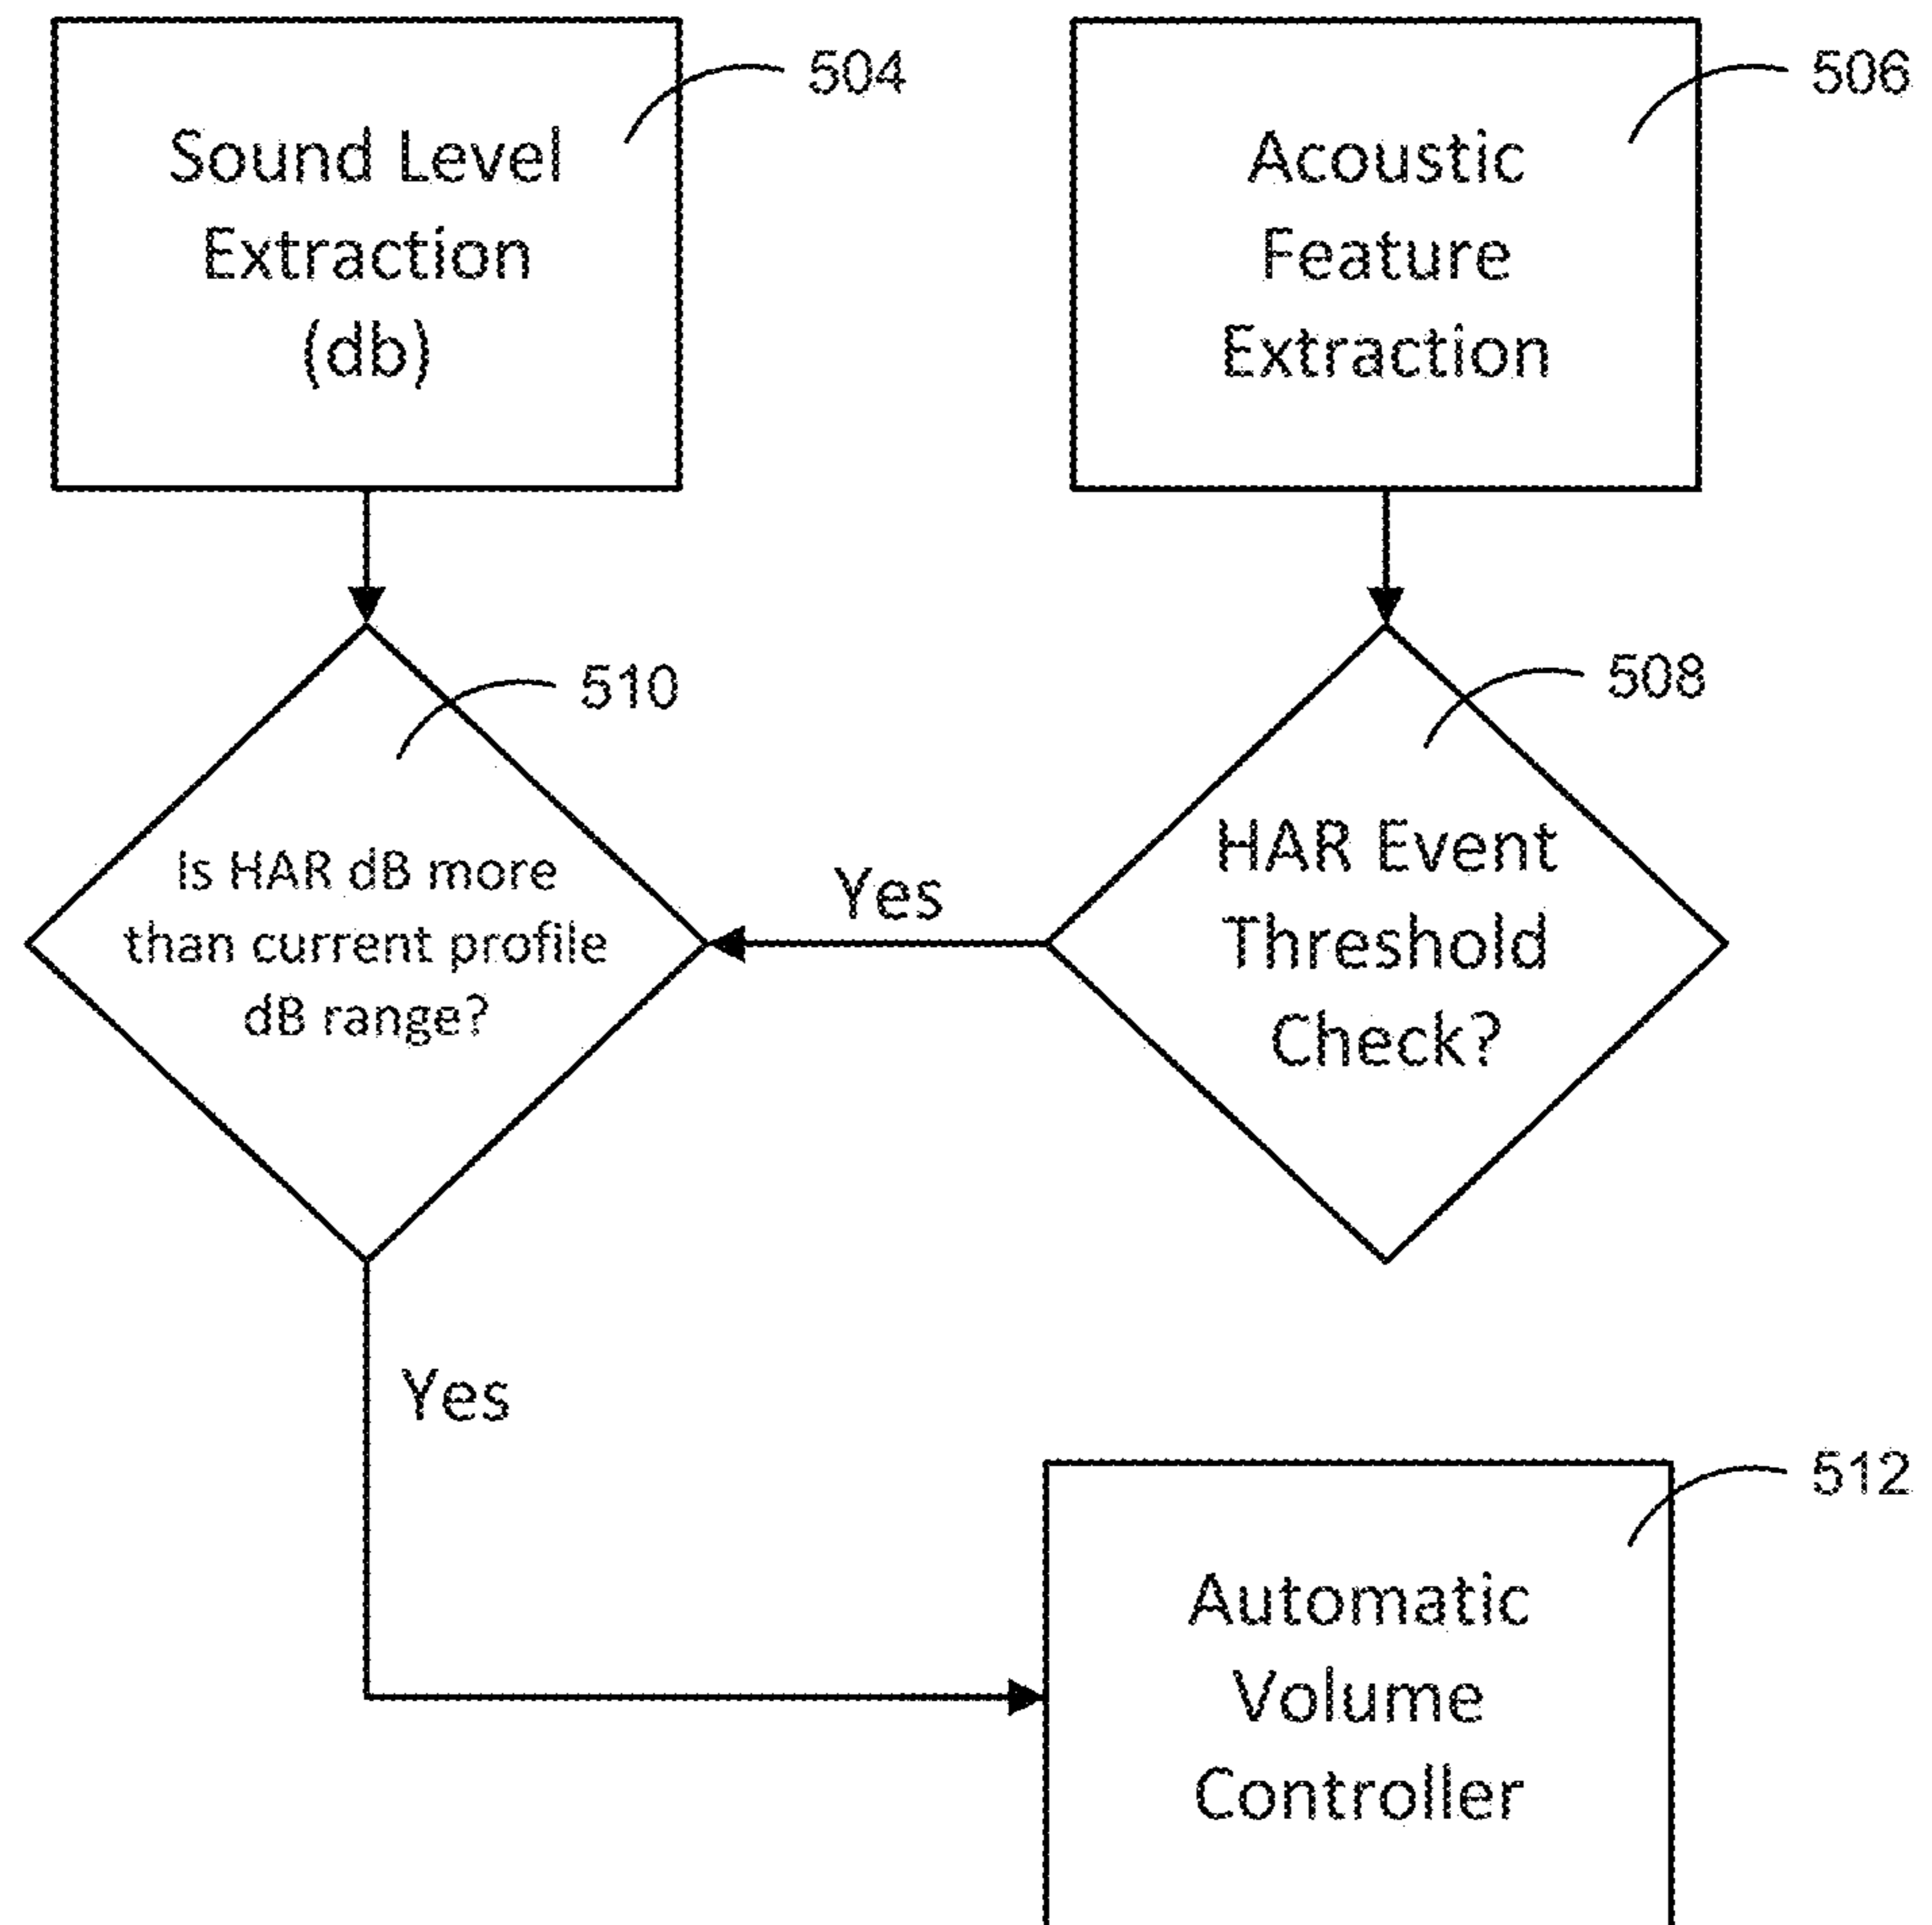 504
Sound Level
Extraction
(db)
506
Acoustic
Feature
Extraction
510
Is HAR dB more
than current profile
dB range?
Yes
508
HAR Event
Threshold
Check?
Yes
512
Automatic
Volume
Controller